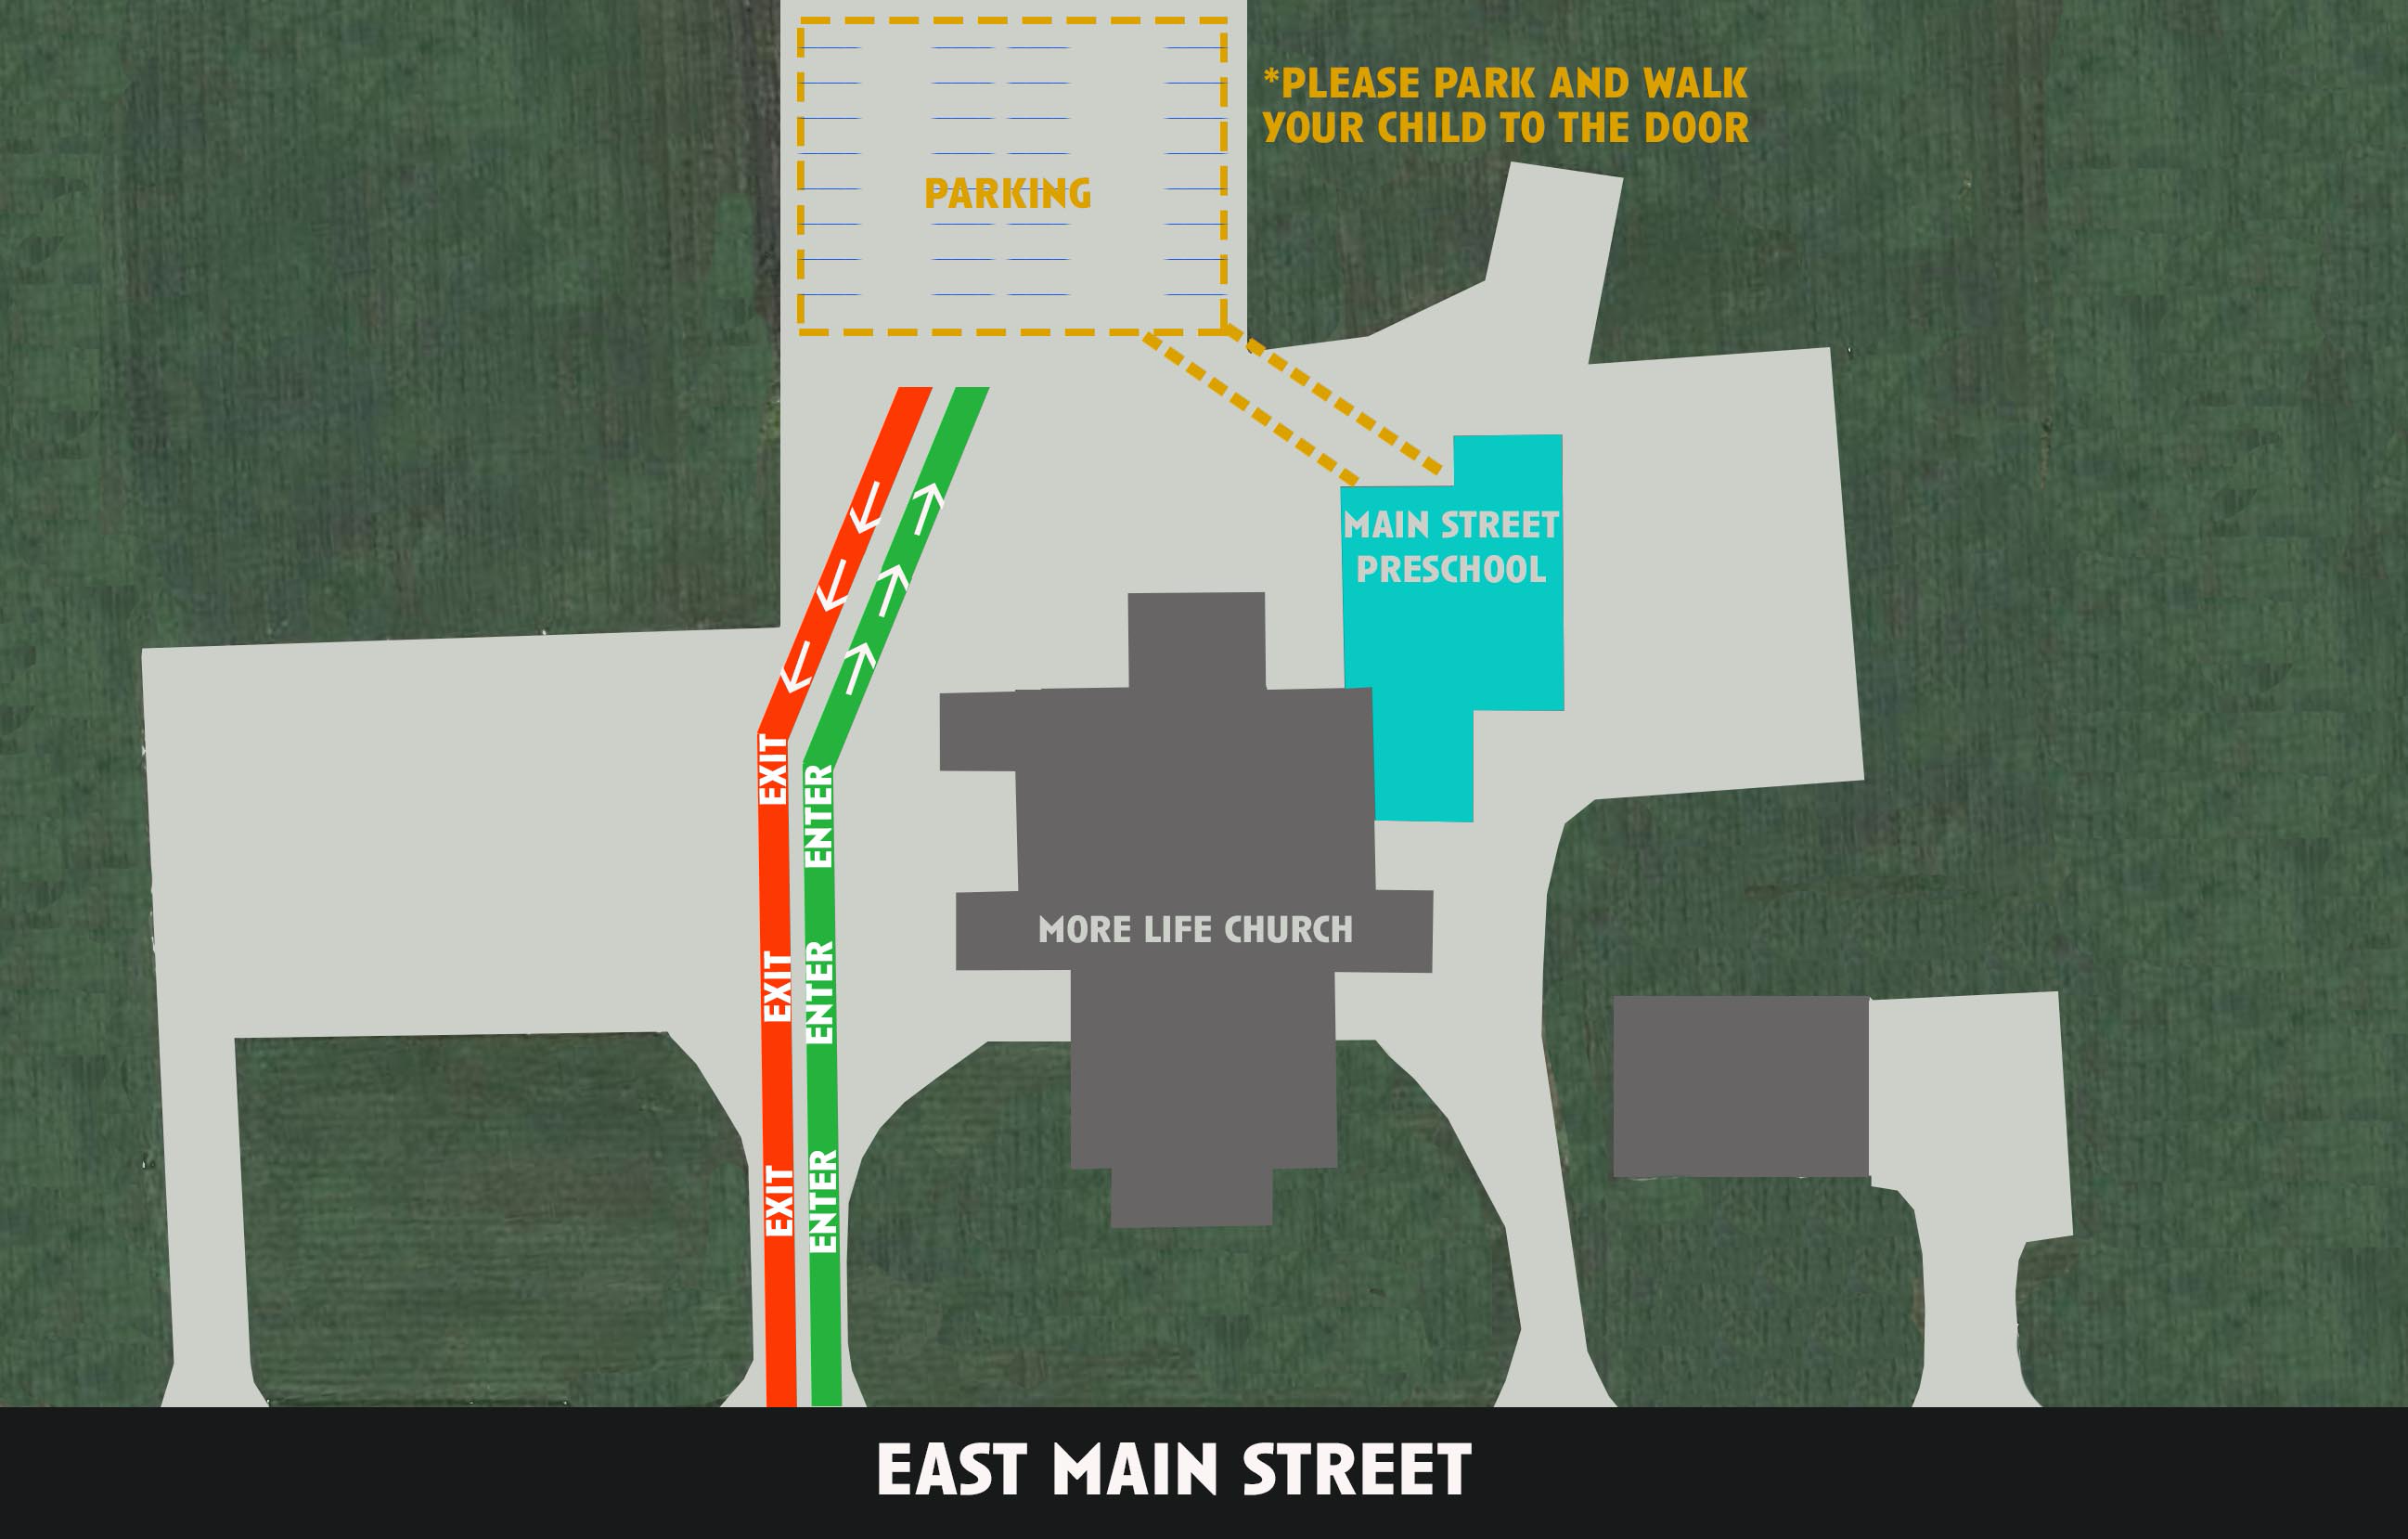 *PLEASE PARK AND WALK
YOUR CHILD TO THE DOOR
PARKING
MAIN STREET
PRESCHOOL
EXIT
ENTER
MORE LIFE CHURCH
EXIT
ENTER
EXIT
ENTER
EAST MAIN STREET